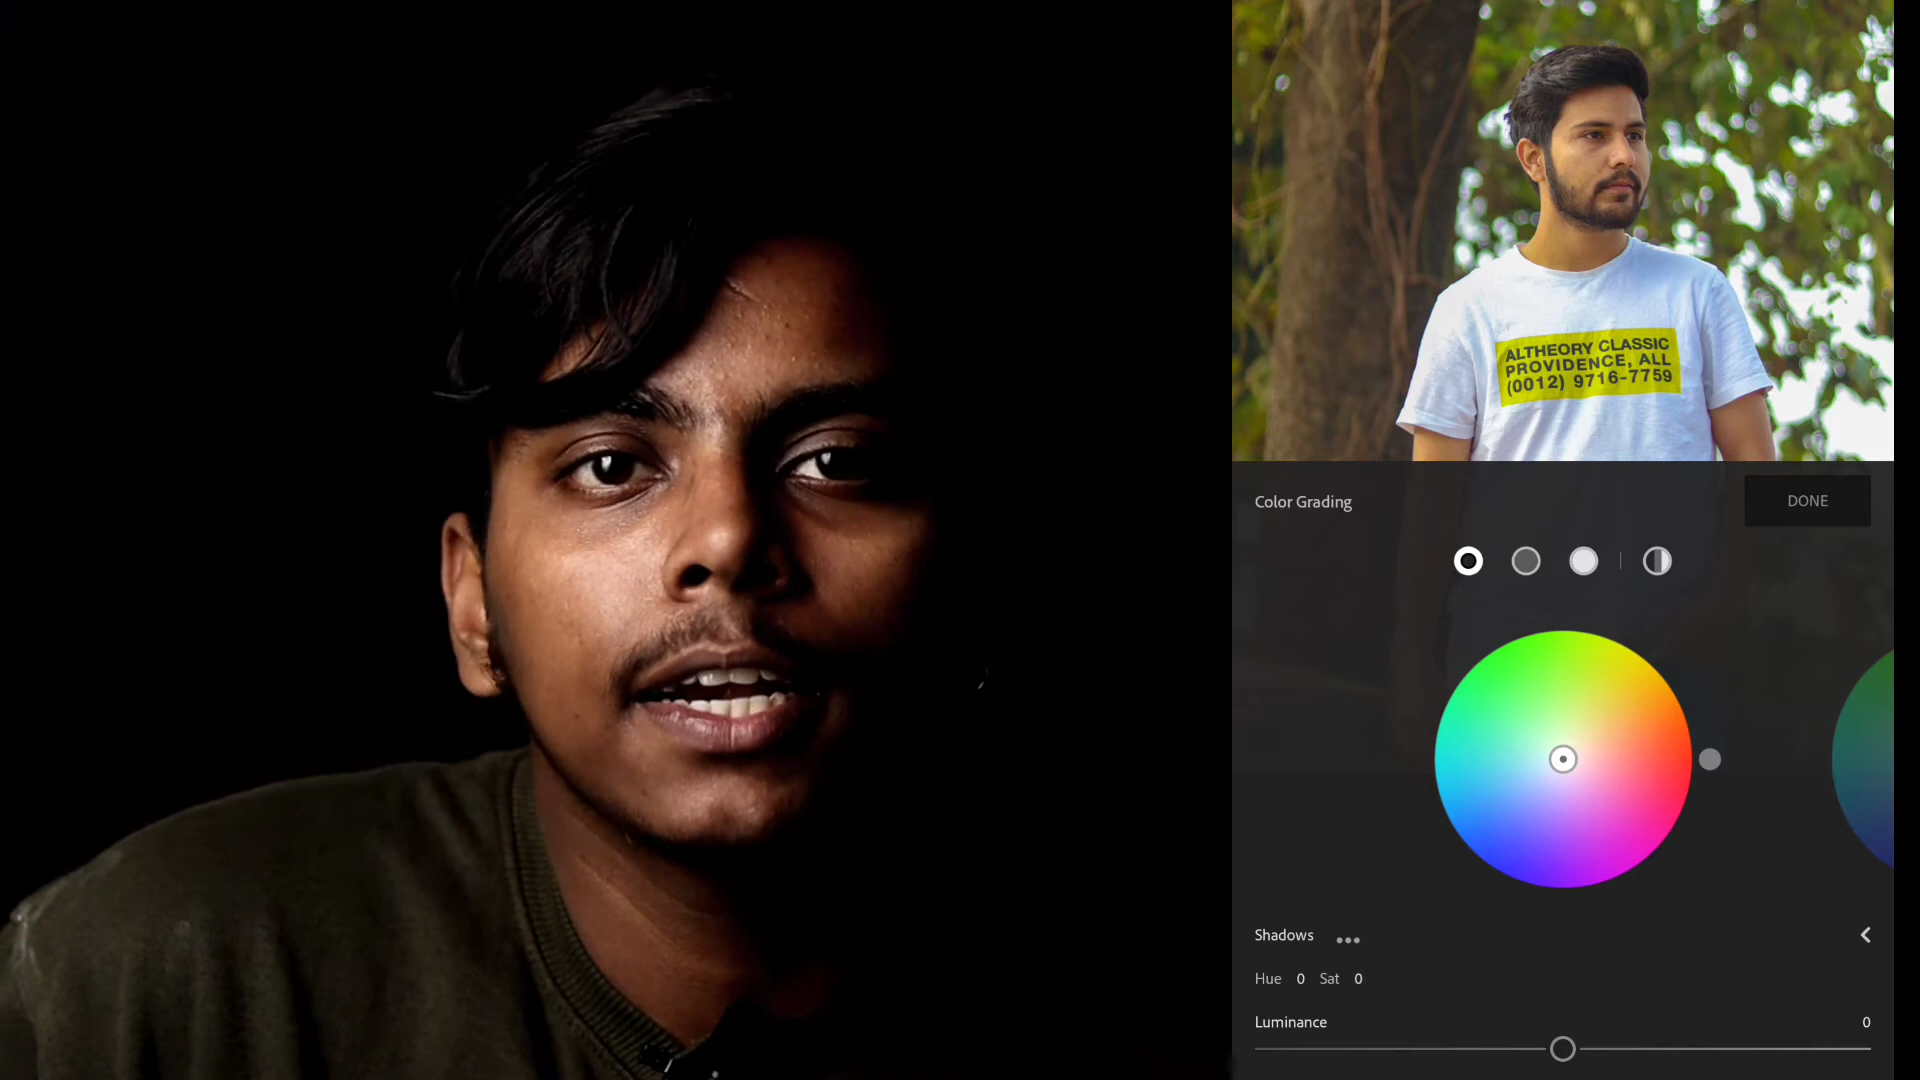 ALTHEORY CLASSIC
PROVIDENCE, ALL
(0012) 9716-7759
Color Grading
DONE
Shadows
Hue 0 Sat 0
Luminance 0